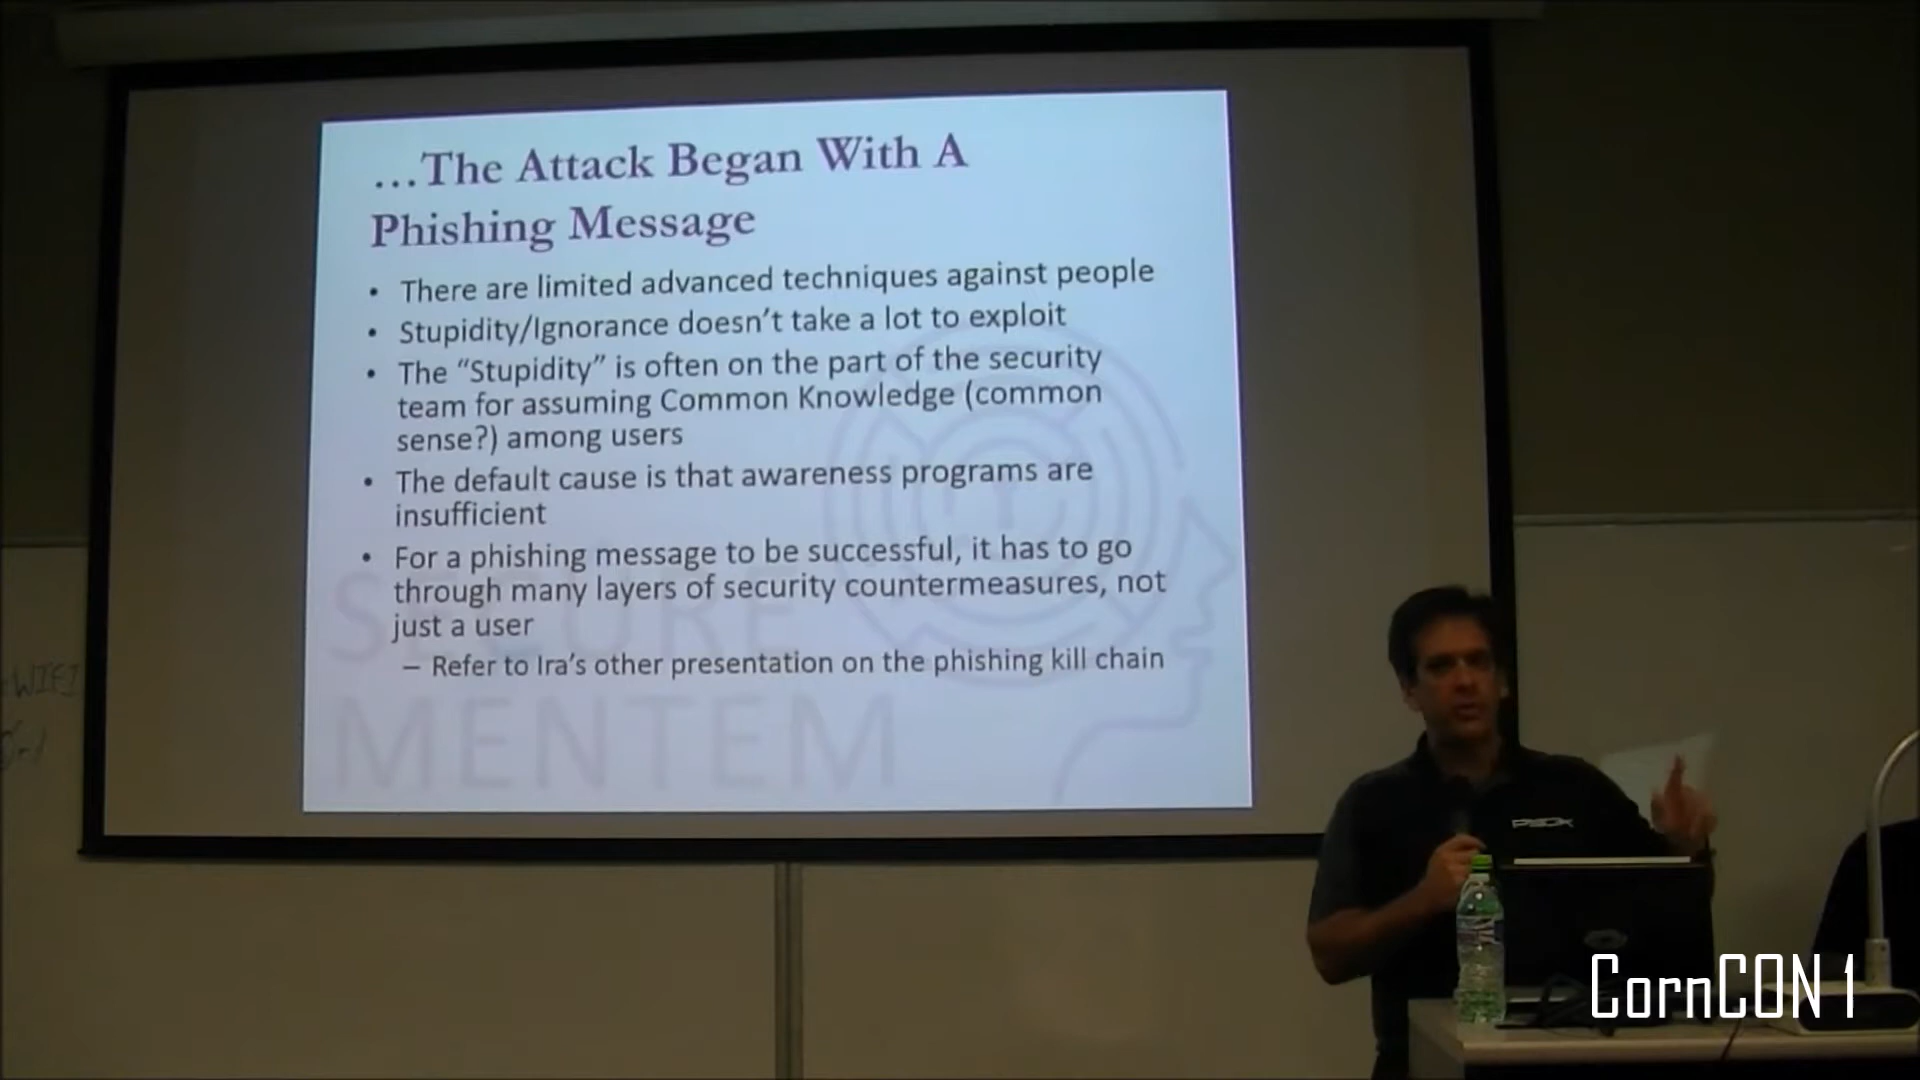 …The Attack Began With A
Phishing Message
• There are limited advanced techniques against people
• Stupidity/Ignorance doesn't take a lot to exploit
• The “Stupidity” is often on the part of the security
team for assuming Common Knowledge (common
sense?) among users
• The default cause is that awareness programs are
insufficient
• For a phishing message to be successful, it has to go
through many layers of security countermeasures, not
just a user
– Refer to Ira's other presentation on the phishing kill chain
SECURE
MENTEM
WIFI
CornCON 1